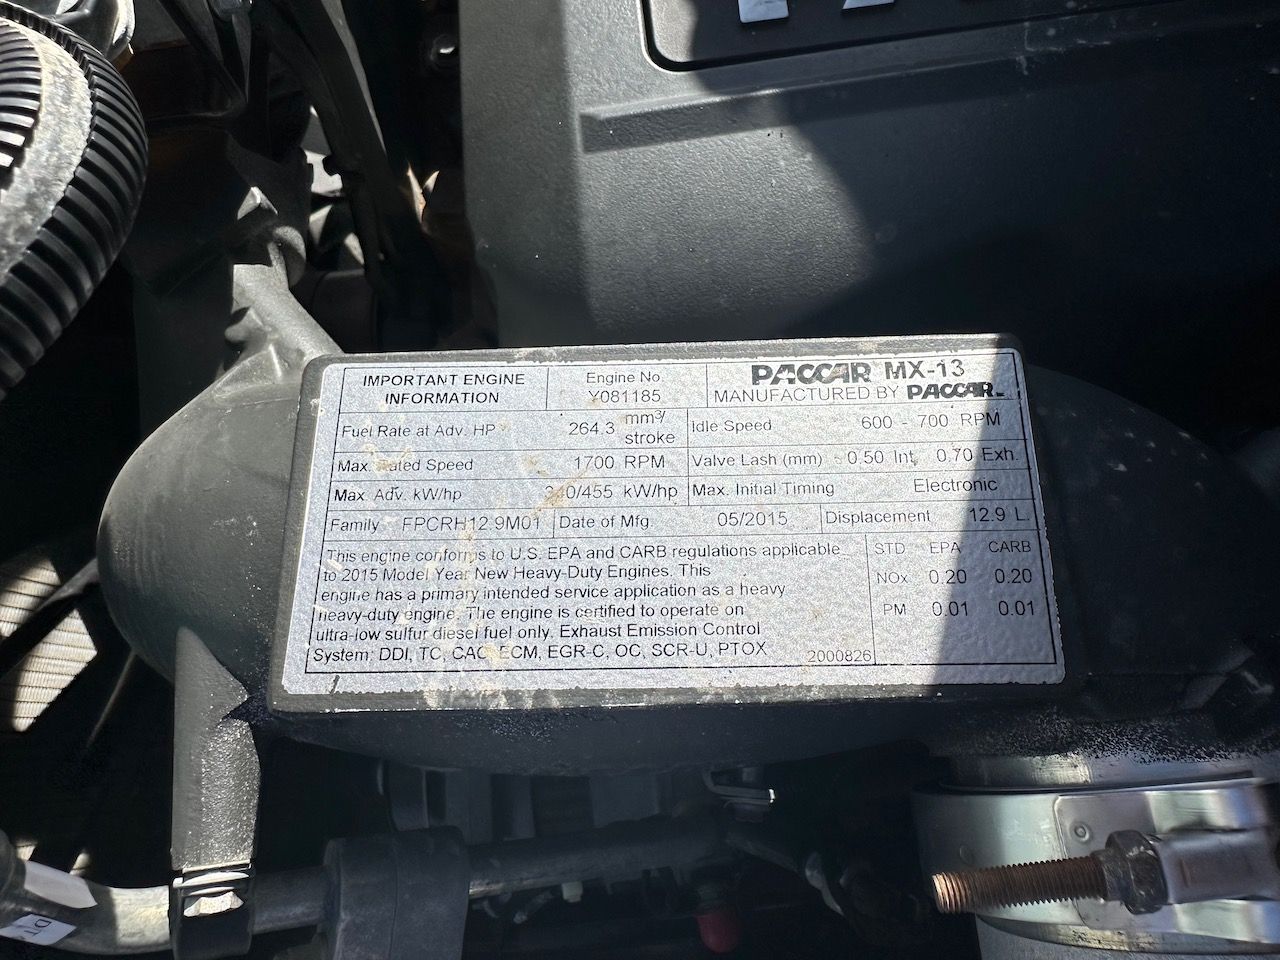 IMPORTANT ENGINE
INFORMATION
Engine No
Y081185
PACCAR MX-13
MANUFACTURED BY PACCAR
Fuel Rate at Adv. HP 264.3 mm3/
stroke
Idle Speed 600 - 700 RPM
Max. Rated Speed 1700 RPM
Valve Lash (mm) 0.50 Int. 0.70 Exh.
Max. Adv. kW/hp 340/455 kW/hp
Max. Initial Timing Electronic
Family FPCRH12.9M01
Date of Mfg 05/2015
Displacement 12.9 L
This engine conforms to U.S. EPA and CARB regulations applicable
to 2015 Model Year New Heavy-Duty Engines. This
engine has a primary intended service application as a heavy
heavy-duty engine. The engine is certified to operate on
ultra-low sulfur diesel fuel only. Exhaust Emission Control
System: DDI, TC, CAC, ECM, EGR-C, OC, SCR-U, PTOX
2000826
STD EPA CARB
NOx 0.20 0.20
PM 0.01 0.01